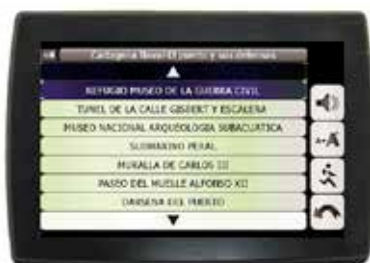 Cartagena
REFUGIO MUSEO DE LA GUERRA CIVIL
TUNEL DE LA CALLE GISBERT Y ESCALERA
MUSEO NACIONAL ARQUEOLOGIA SUBACUATICA
SUBMARINO PERAL
MURALLA DE CARLOS III
PASEO DEL MUELLE ALFONSO XII
DARSENA DEL PUERTO
-A